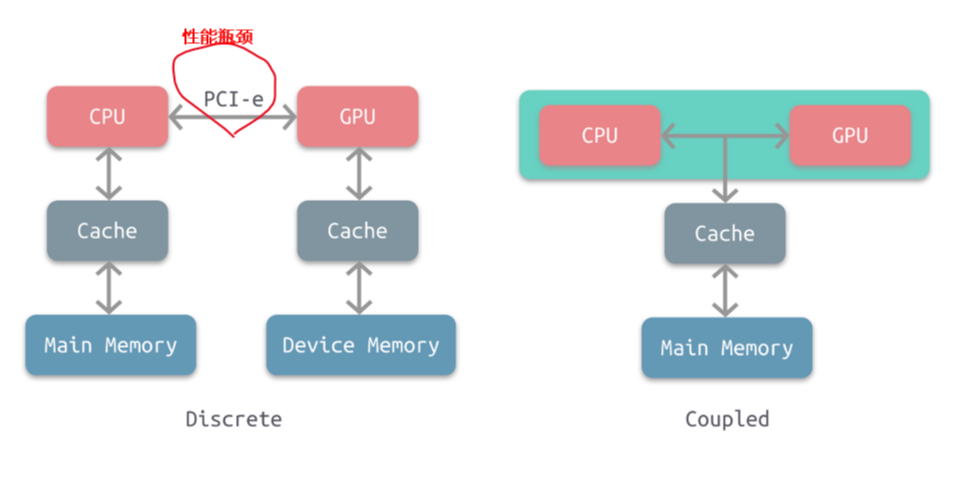 性能瓶颈
CPU
PCI-e
GPU
Cache
Cache
Main Memory
Device Memory
Discrete
CPU
GPU
Cache
Main Memory
Coupled